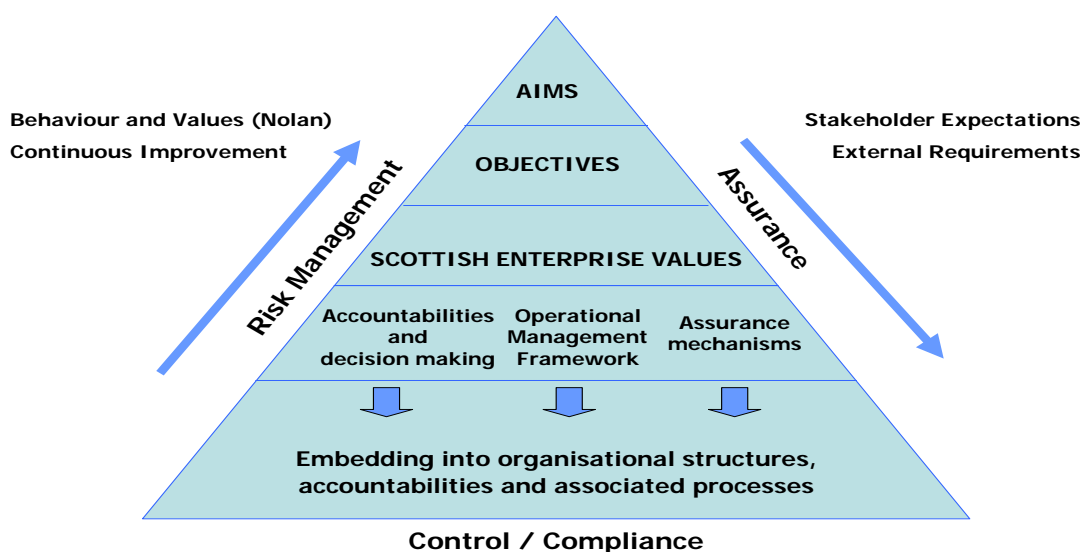 AIMS
Behaviour and Values (Nolan)
Continuous Improvement
Stakeholder Expectations
External Requirements
OBJECTIVES
Risk Management
Assurance
SCOTTISH ENTERPRISE VALUES
Accountabilities
and
decision making
Operational
Management
Framework
Assurance
mechanisms
Embedding into organisational structures,
accountabilities and associated processes
Control / Compliance